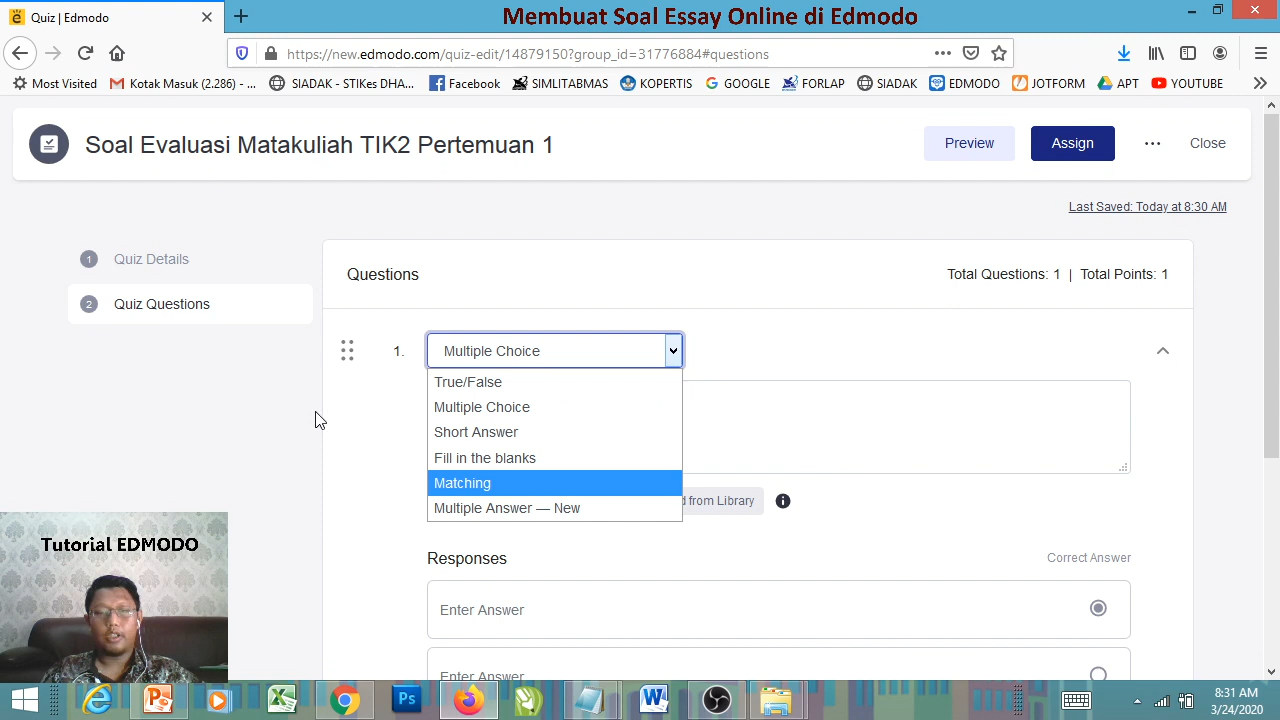 Quiz | Edmodo
Membuat Soal Essay Online di Edmodo
https://new.edmodo.com/quiz-edit/14879150?group_id=31776884#questions
Most Visited
Kotak Masuk (2.285) - ...
SIADAK - STIKes DHA...
Facebook
SIMLITABMAS
KOPERTIS
GOOGLE
FORLAP
SIADAK
EDMODO
JOTFORM
APT
YOUTUBE
Soal Evaluasi Matakuliah TIK2 Pertemuan 1
Preview
Assign
Close
Last Saved: Today at 8:30 AM
1 Quiz Details
2 Quiz Questions
Questions
Total Questions: 1 | Total Points: 1
1. Multiple Choice
True/False
Multiple Choice
Short Answer
Fill in the blanks
Matching
Multiple Answer — New
from Library
Responses
Correct Answer
Enter Answer
Enter Answer
Tutorial EDMODO
Ps
8:31 AM
3/24/2020